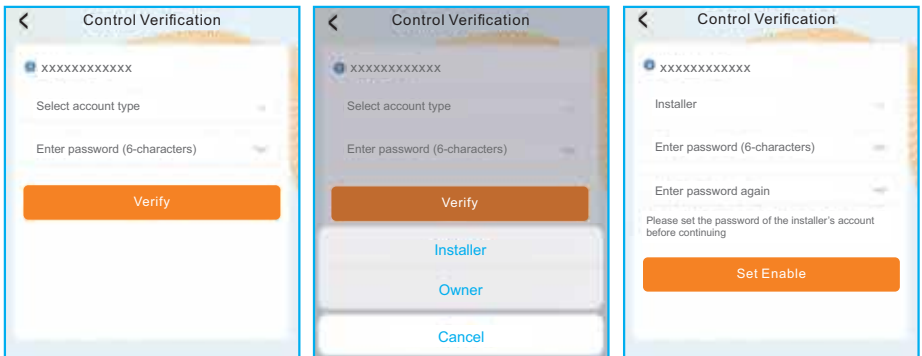 Control Verification
xxxxxxxxxxxx
Select account type
Enter password (6-characters)
Verify
Control Verification
xxxxxxxxxxxx
Select account type
Enter password (6-characters)
Verify
Installer
Owner
Cancel
Control Verification
xxxxxxxxxxxx
Installer
Enter password (6-characters)
Enter password again
Please set the password of the installer's account
before continuing
Set Enable